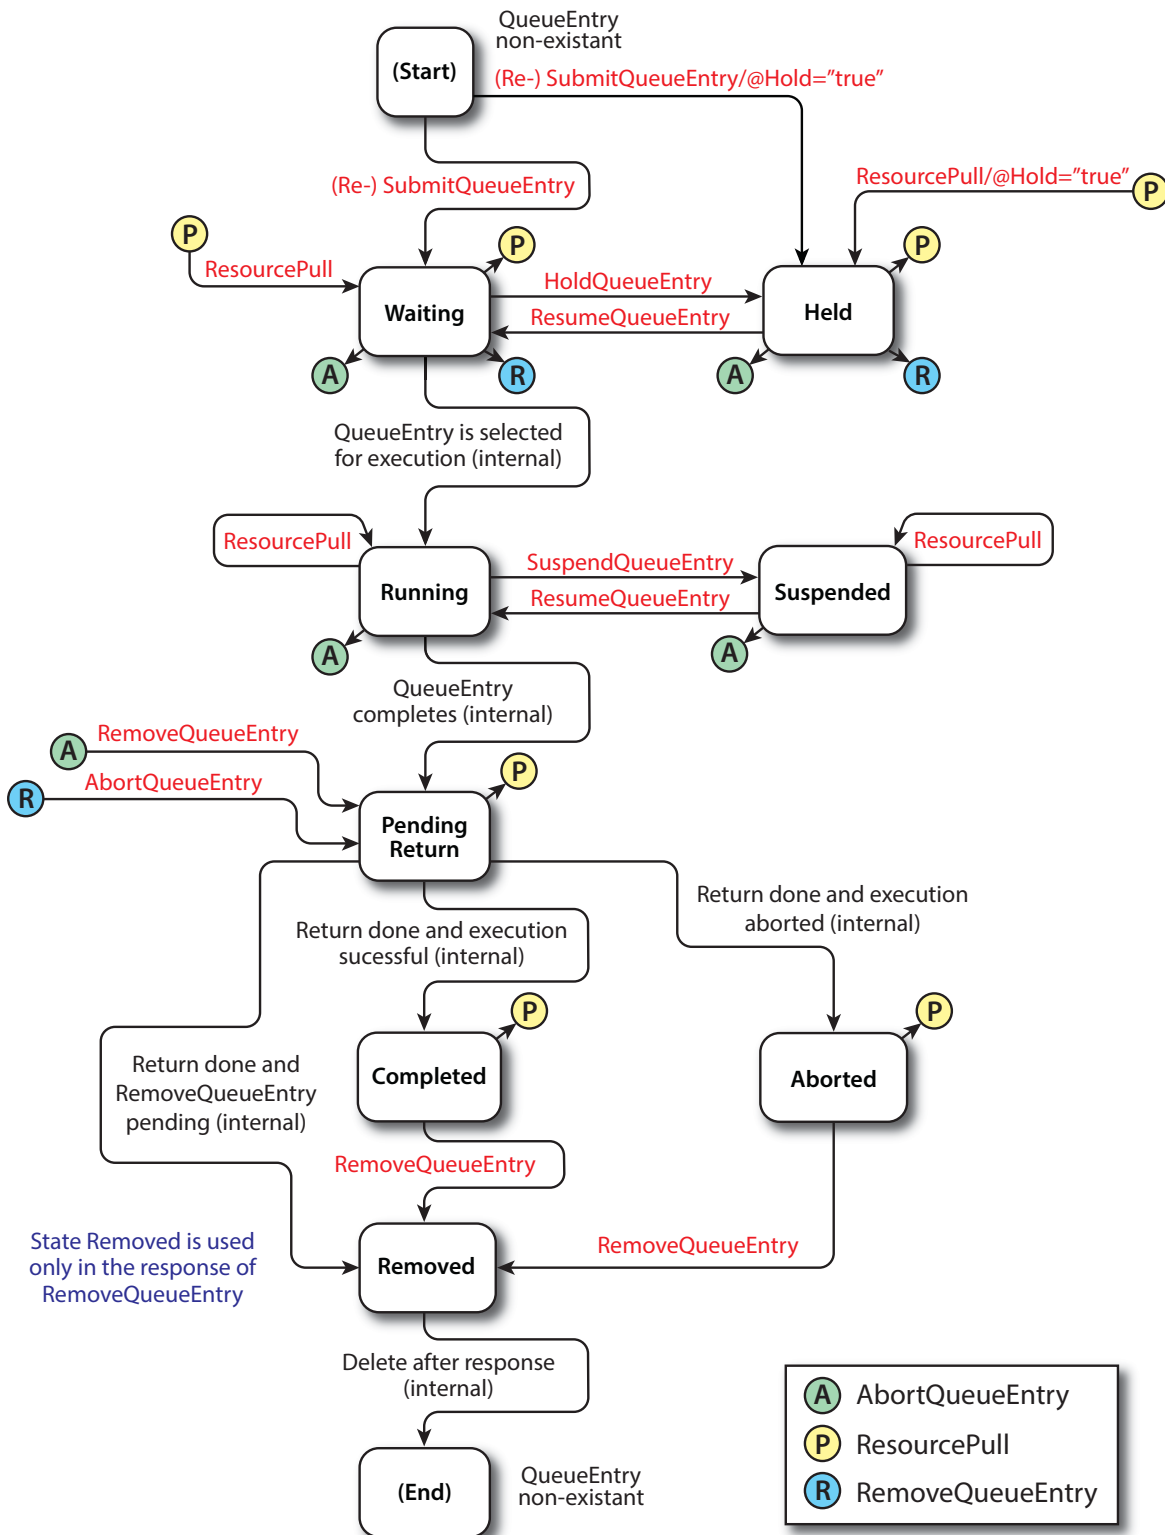 QueueEntry
non-existant
(Start)
(Re-) SubmitQueueEntry/@Hold=”true”
(Re-) SubmitQueueEntry
ResourcePull/@Hold=”true”
P
P
P
P
ResourcePull
HoldQueueEntry
Waiting
Held
ResumeQueueEntry
A
R
A
R
QueueEntry is selected
for execution (internal)
ResourcePull
ResourcePull
SuspendQueueEntry
Running
Suspended
ResumeQueueEntry
A
A
QueueEntry
completes (internal)
RemoveQueueEntry
A
P
AbortQueueEntry
R
Pending
Return
Return done and execution
aborted (internal)
Return done and execution
sucessful (internal)
P
P
Return done and
RemoveQueueEntry
pending (internal)
Completed
Aborted
RemoveQueueEntry
State Removed is used
only in the response of
RemoveQueueEntry
RemoveQueueEntry
Removed
Delete after response
(internal)
A AbortQueueEntry
P ResourcePull
R RemoveQueueEntry
(End)
QueueEntry
non-existant